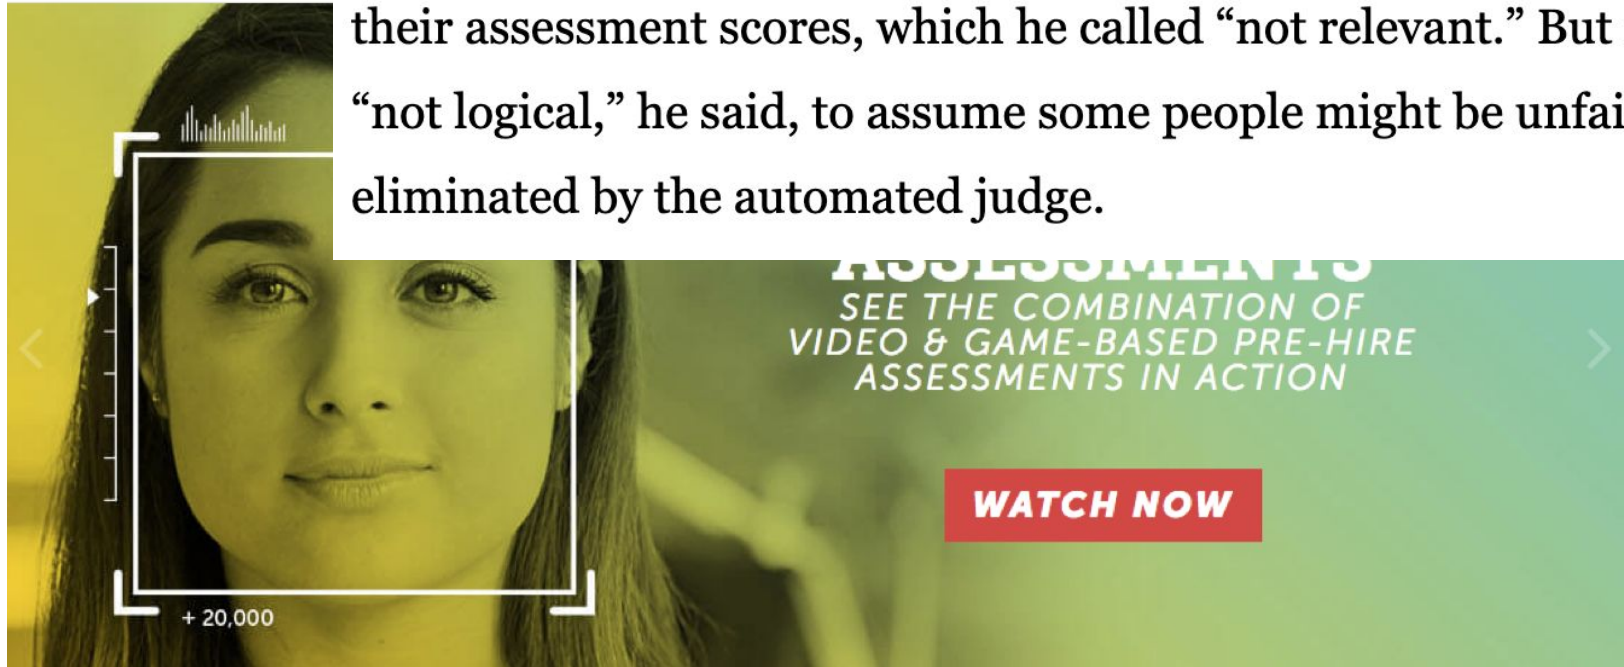 their assessment scores, which he called “not relevant.” But
“not logical,” he said, to assume some people might be
eliminated by the automated judge.
ASSESSMENTS
SEE THE COMBINATION OF
VIDEO & GAME-BASED PRE-HIRE
ASSESSMENTS IN ACTION
WATCH NOW
+ 20,000